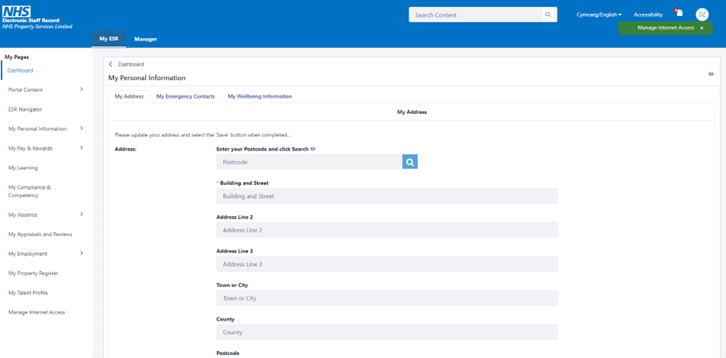 NHS
Electronic Staff Record
NHS Property Services Limited
Search Content
Cymraeg/English
Accessibility
DZ
Manage Internet Access x
My ESR
Manager
My Pages
Dashboard
Portal Content
ESR Navigator
My Personal Information
My Pay & Rewards
My Learning
My Compliance &
Competency
My Absence
My Appraisals and Reviews
My Employment
My Property Register
My Talent Profile
Manage Internet Access
Dashboard
My Personal Information
My Address
My Emergency Contacts
My Wellbeing Information
My Address
Please update your address and select the 'Save' button when completed...
Address:
Enter your Postcode and click Search
Postcode
* Building and Street
Building and Street
Address Line 2
Address Line 2
Address Line 3
Address Line 3
Town or City
Town or City
County
County
Postcode